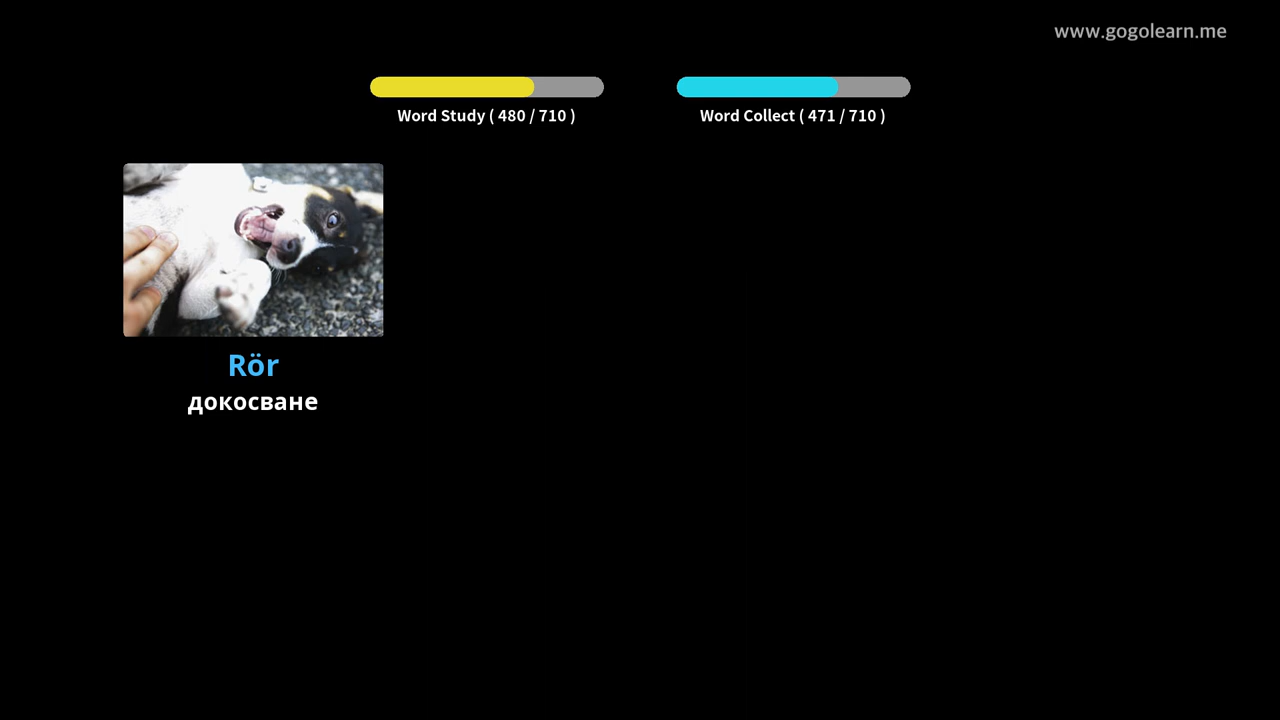 www.gogolearn.me
Word Study ( 480 / 710 )
Word Collect ( 471 / 710 )
Rör
докосване